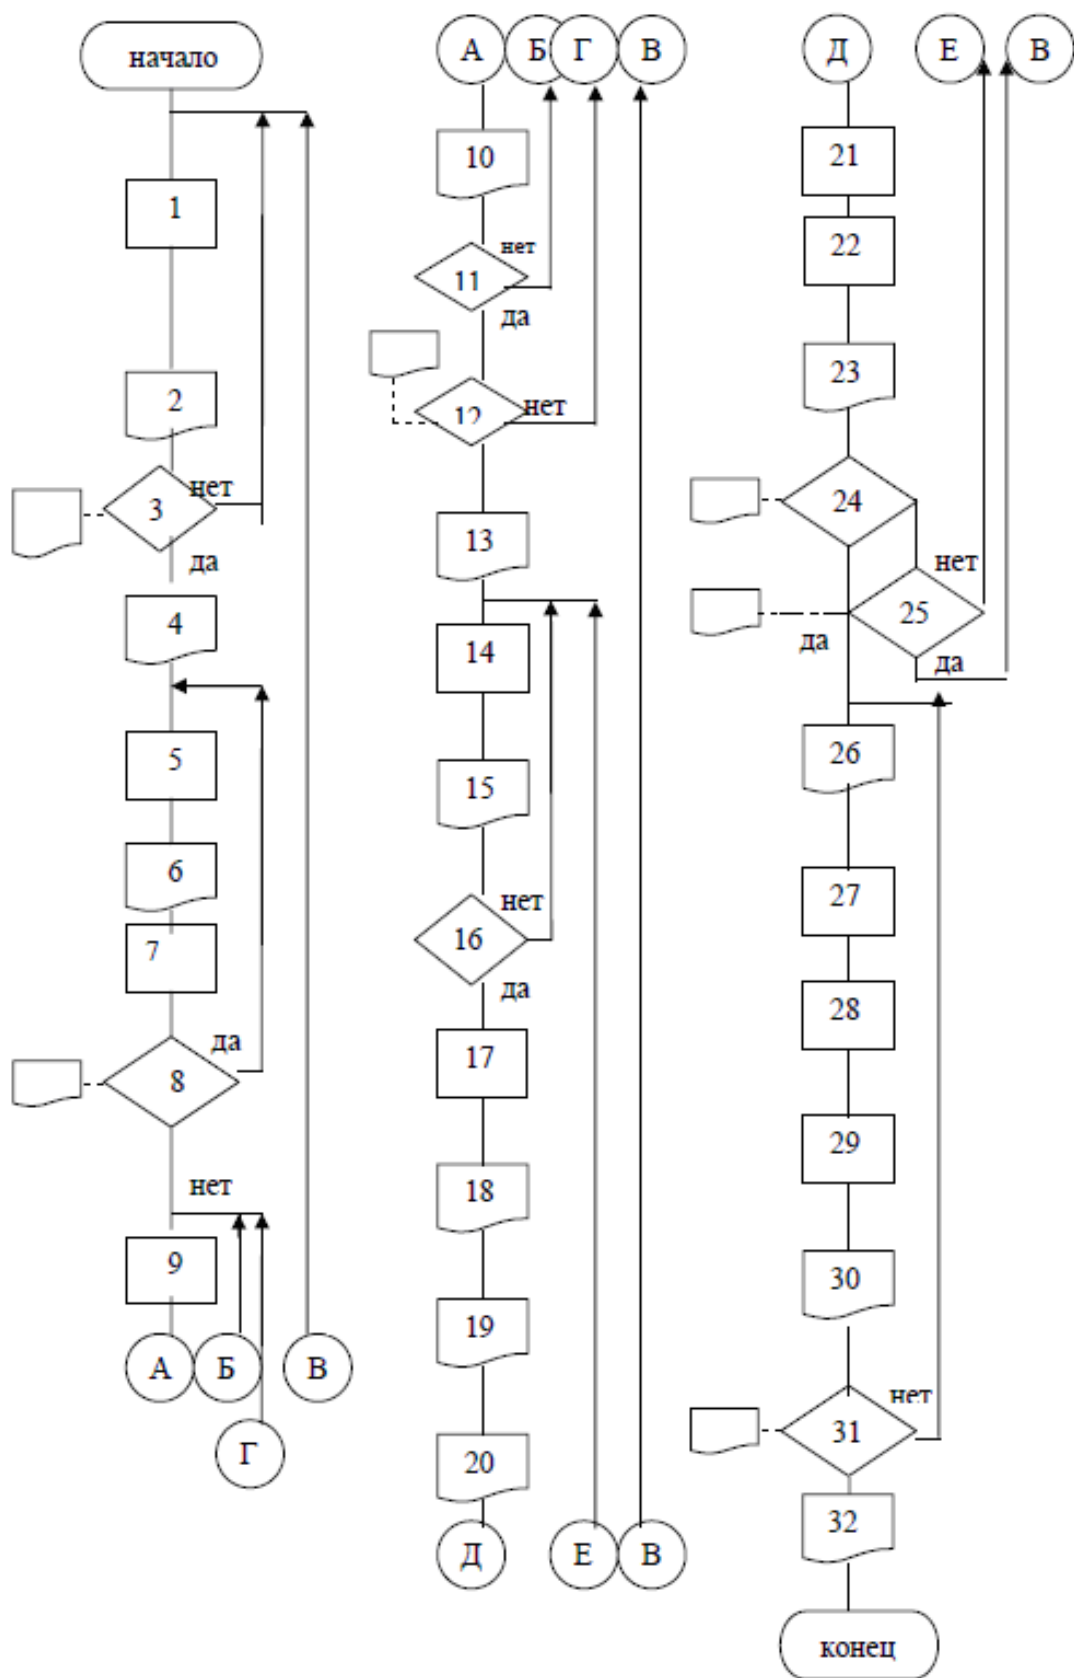 начало
1
2
3
нет
да
4
5
6
7
8
да
нет
9
А
Б
В
Г
А
Б
Г
В
10
11
нет
да
12
нет
13
14
15
16
нет
да
17
18
19
20
Д
Е
В
Д
Е
В
21
22
23
24
25
нет
да
да
26
27
28
29
30
31
нет
32
конец